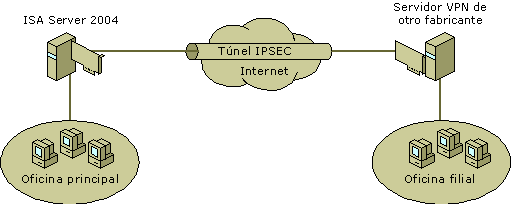 ISA Server 2004
Servidor VPN de
otro fabricante
Túnel IPSEC
Internet
Oficina principal
Oficina filial